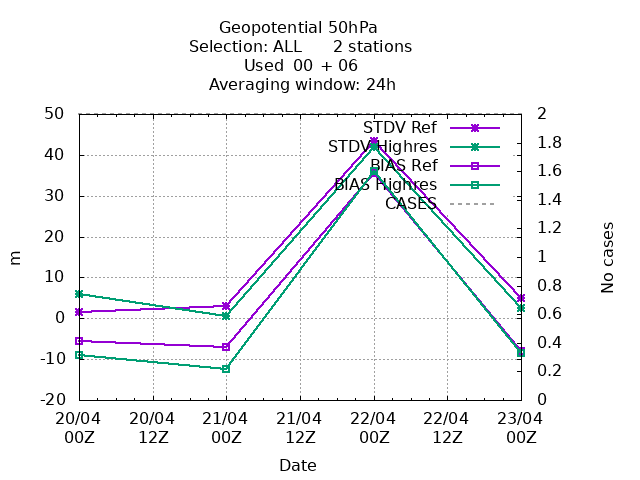 Geopotential 50hPa
Selection: ALL 2 stations
Used 00 + 06
Averaging window: 24h
50 2
STDV Ref
1.8
40 STDV Highres
BIAS Ref 1.6
30 BIAS Highres
1.4
CASES
20 1.2
m 1 No cases
10
0.8
0 0.6
0.4
-10
0.2
-20 0
20/04 20/04 21/04 21/04 22/04 22/04 23/04
00Z 12Z 00Z 12Z 00Z 12Z 00Z
Date